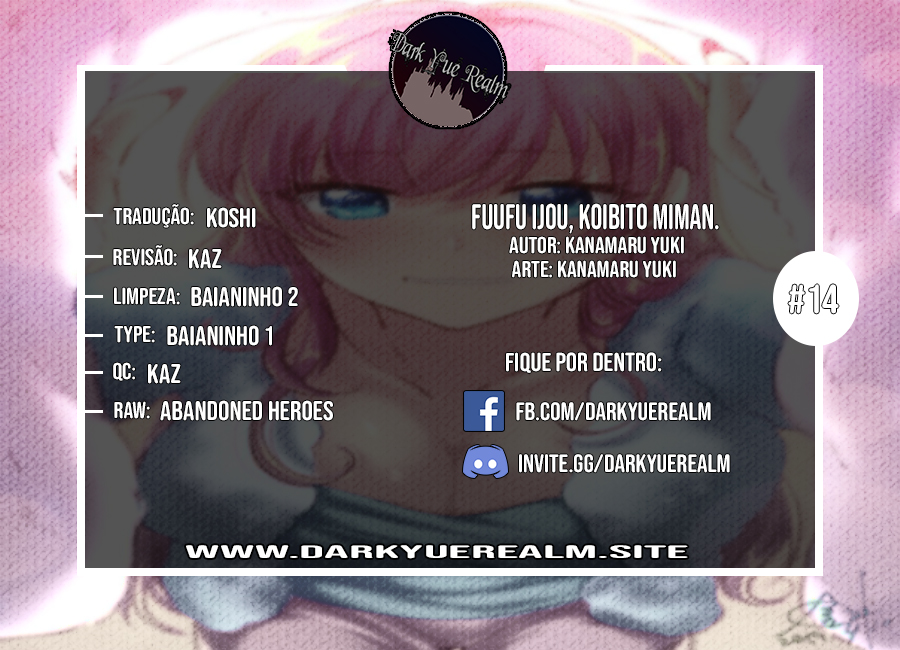 Dark Yue Realm
TRADUÇÃO: KOSHI
REVISÃO: KAZ
LIMPEZA: BAIANINHO 2
TYPE: BAIANINHO 1
QC: KAZ
RAW: ABANDONED HEROES
FUUFU IJOU, KOIBITO MIMAN.
AUTOR: KANAMARU YUKI
ARTE: KANAMARU YUKI
#14
FIQUE POR DENTRO:
FB.COM/DARKYUEREALM
INVITE.GG/DARKYUEREALM
WWW.DARKYUEREALM.SITE